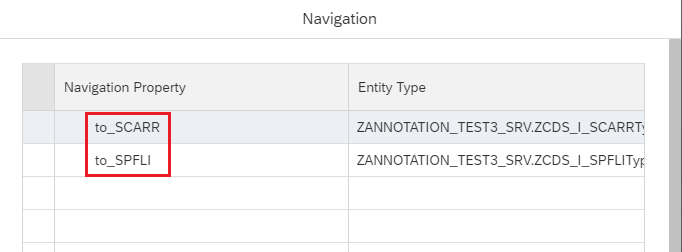 Navigation
Navigation Property Entity Type
to_SCARR ZANNOTATION_TEST3_SRV.ZCDS_I_SCARRTy
to_SPFLI ZANNOTATION_TEST3_SRV.ZCDS_I_SPFLITyp